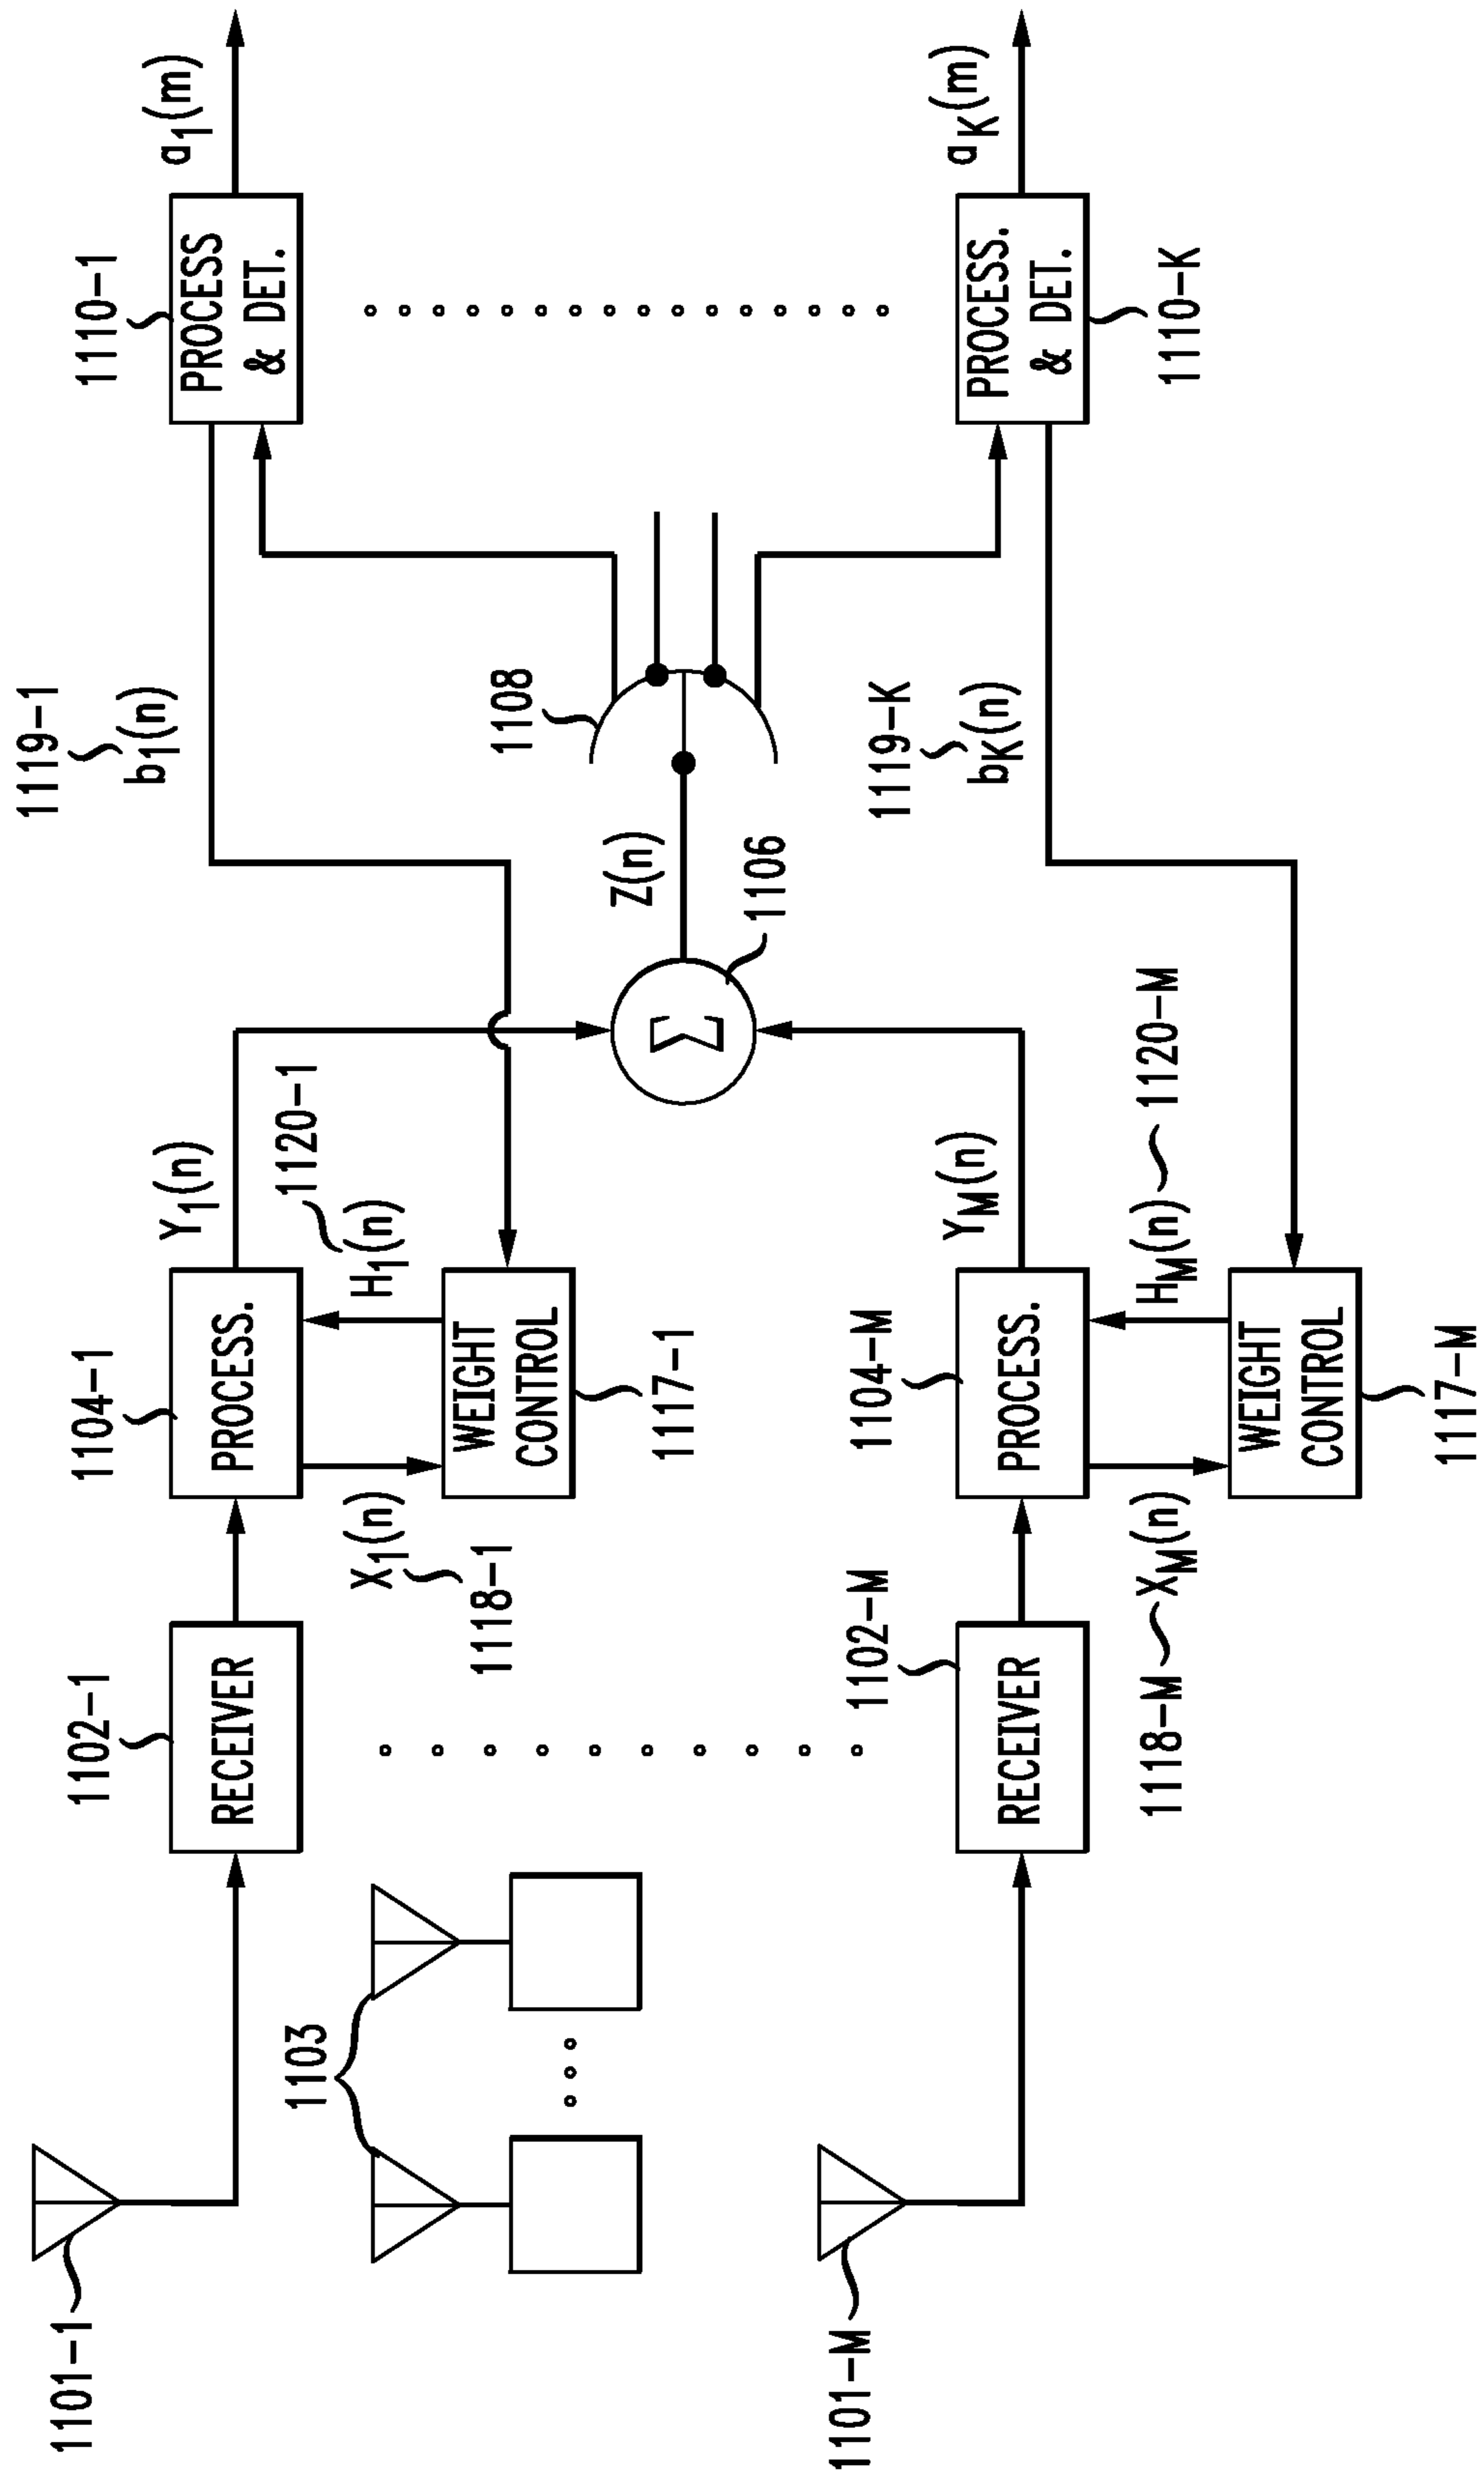 1101-1
1102-1
RECEIVER
1104-1
PROCESS.
Y1(n)
1120-1
H1(n)
X1(n)
1118-1
WEIGHT
CONTROL
1117-1
1119-1
b1(n)
1110-1
PROCESS
& DET.
a1(m)
1103
Σ
1106
Z(n)
1108
1101-M
1102-M
RECEIVER
1104-M
PROCESS.
YM(n)
HM(n)
1120-M
1118-M
XM(n)
WEIGHT
CONTROL
1117-M
1119-K
bK(n)
PROCESS.
& DET.
1110-K
aK(m)